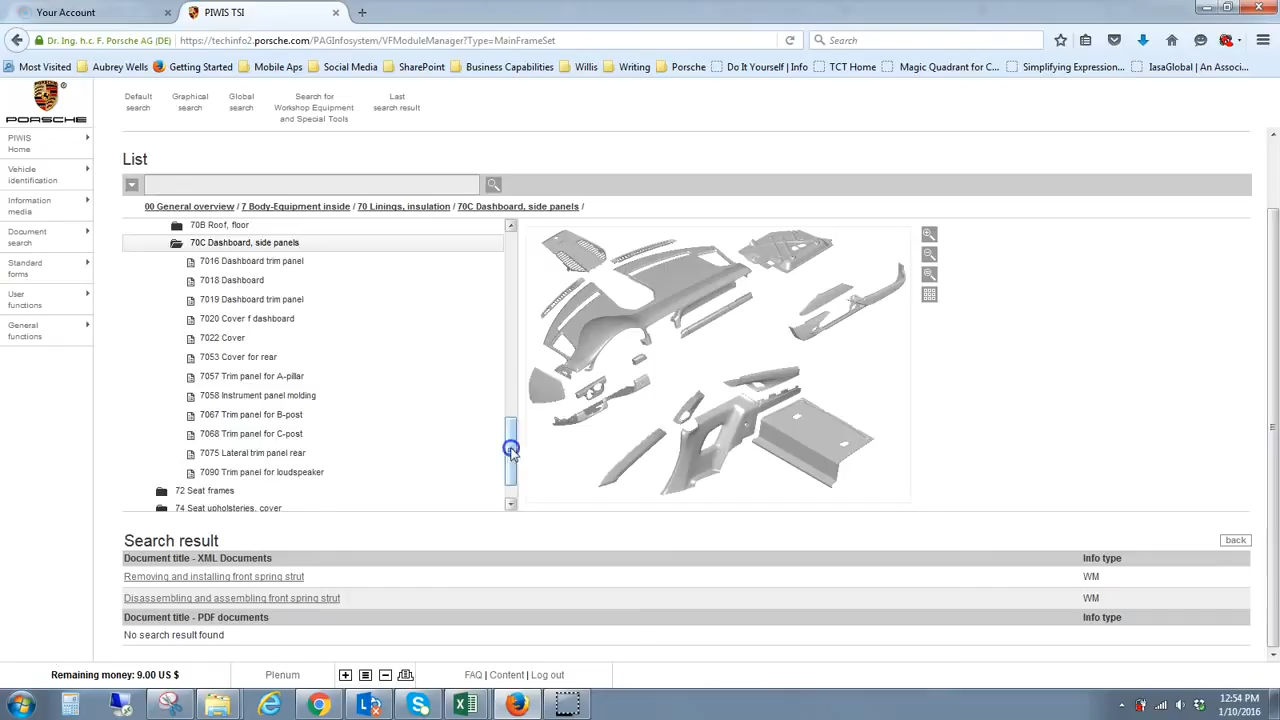 Your Account
PIWIS TSI
Dr. Ing. h.c. F. Porsche AG (DE)
https://techinfo2.porsche.com/PAGInfosystem/VFModuleManager?Type=MainFrameSet
Search
Most Visited
Aubrey Wells
Getting Started
Mobile Aps
Social Media
SharePoint
Business Capabilities
Willis
Writing
Porsche
Do It Yourself | Info
TCT Home
Magic Quadrant for C...
Simplifying Expression...
IasaGlobal | An Associ...
PORSCHE
Default search
Graphical search
Global search
Search for Workshop Equipment and Special Tools
Last search result
PIWIS Home
Vehicle identification
Information media
Document search
Standard forms
User functions
General functions
List
00 General overview / 7 Body-Equipment inside / 70 Linings, insulation / 70C Dashboard, side panels /
70B Roof, floor
70C Dashboard, side panels
7016 Dashboard trim panel
7018 Dashboard
7019 Dashboard trim panel
7020 Cover f dashboard
7022 Cover
7053 Cover for rear
7057 Trim panel for A-pillar
7058 Instrument panel molding
7067 Trim panel for B-post
7068 Trim panel for C-post
7075 Lateral trim panel rear
7090 Trim panel for loudspeaker
72 Seat frames
74 Seat upholsteries, cover
Search result
back
Document title - XML Documents Info type
Removing and installing front spring strut WM
Disassembling and assembling front spring strut WM
Document title - PDF documents Info type
No search result found
Remaining money: 9.00 US $
Plenum
FAQ | Content | Log out
12:54 PM
1/10/2016